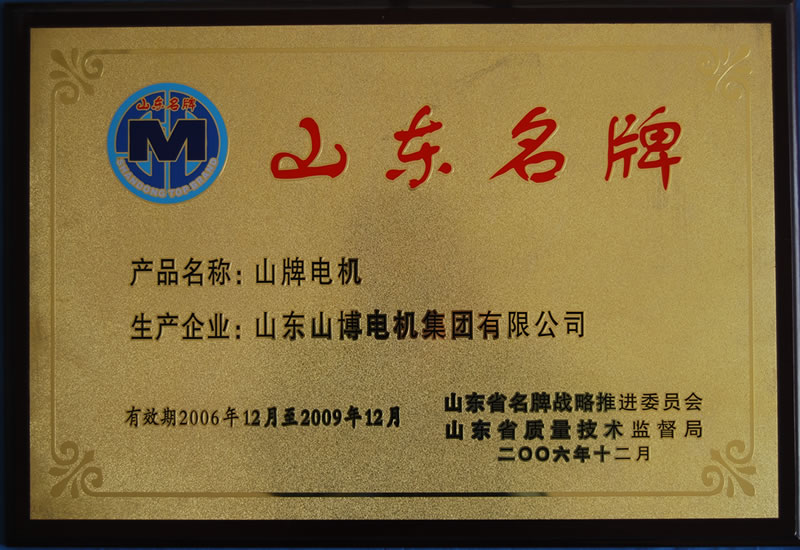 山东名牌
M
SHANDONG TOP BRAND
山东名牌
产品名称：山牌电机
生产企业：山东山博电机集团有限公司
有效期2006年12月至2009年12月
山东省名牌战略推进委员会
山东省质量技术监督局
二〇〇六年十二月